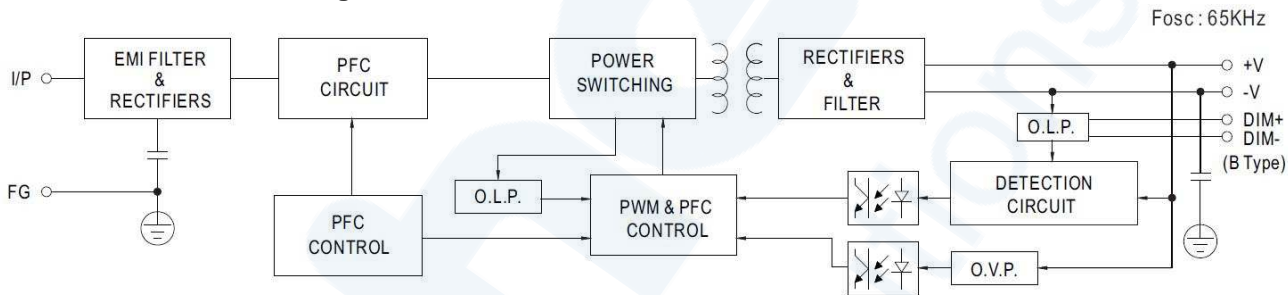 Fosc : 65KHz
I/P
EMI FILTER
&
RECTIFIERS
PFC
CIRCUIT
POWER
SWITCHING
RECTIFIERS
&
FILTER
+V
-V
DIM+
DIM-
(B Type)
O.L.P.
FG
O.L.P.
PFC
CONTROL
PWM & PFC
CONTROL
DETECTION
CIRCUIT
O.V.P.